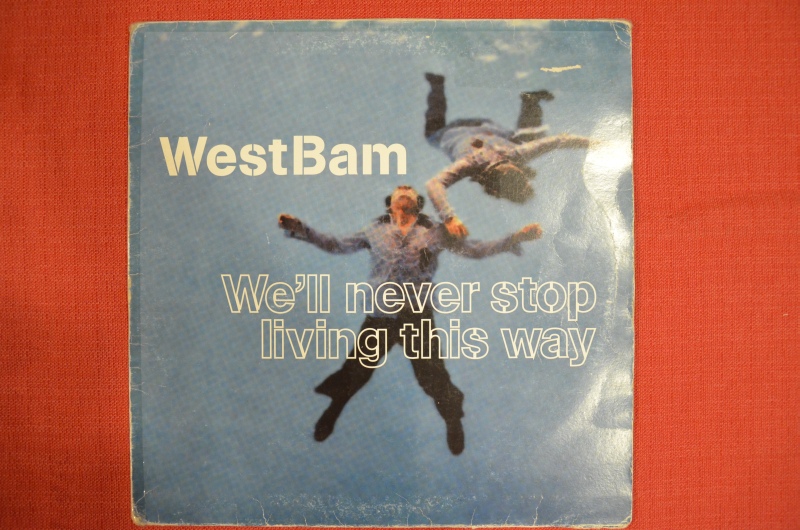 WestBam
We'll never stop
living this way